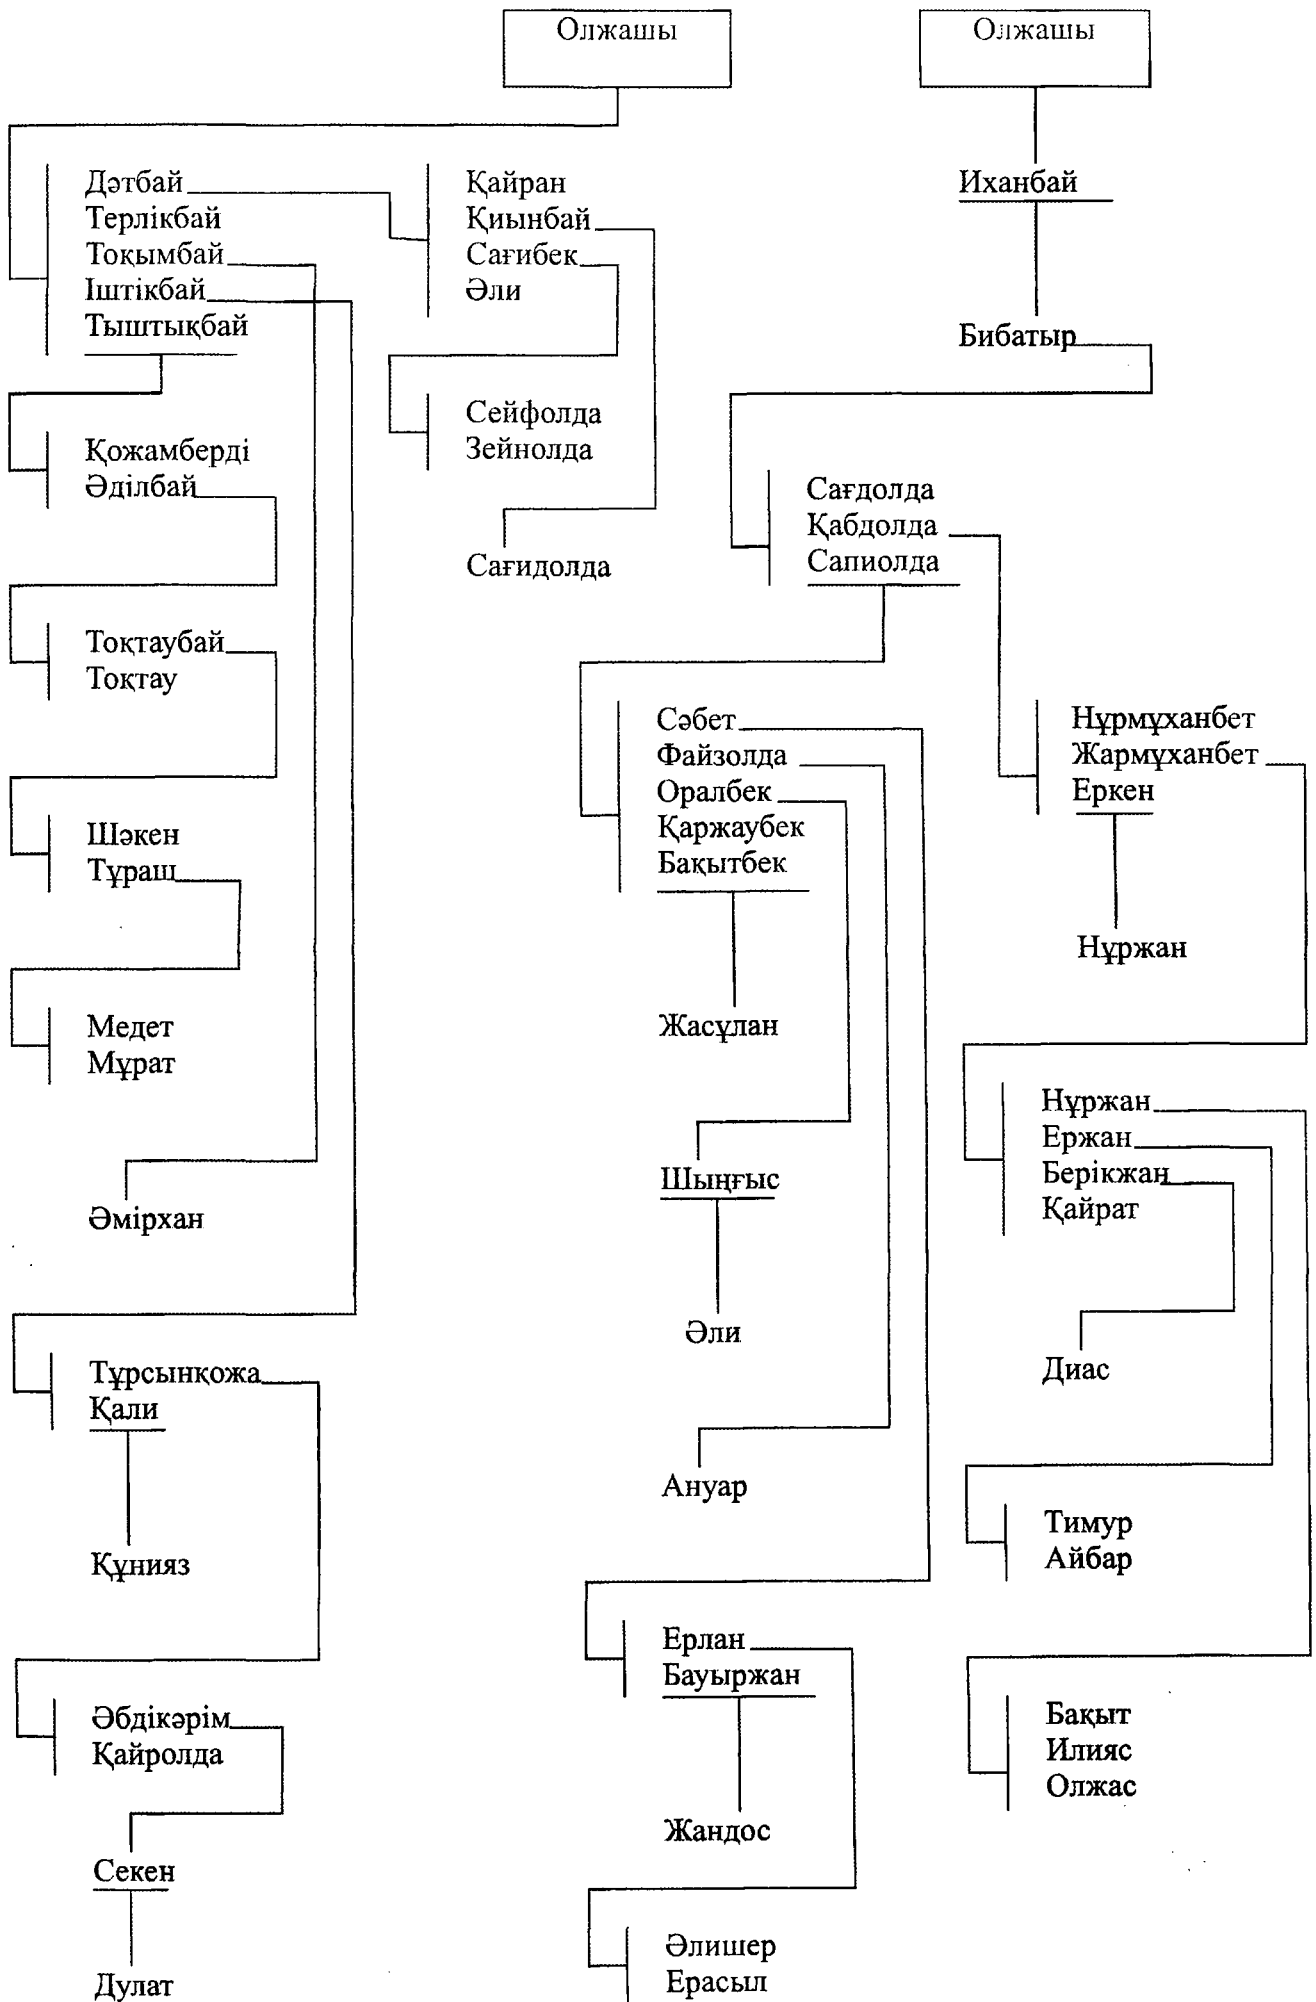 Олжашы
Олжашы
Дәтбай
Терлікбай
Тоқымбай
Іштікбай
Тыштықбай
Қайран
Қиынбай
Сағибек
Әли
Иханбай
Бибатыр
Сейфолда
Зейнолда
Қожамберді
Әділбай
Сағидолда
Сағдолда
Қабдолда
Сапиолда
Тоқтаубай
Тоқтау
Сәбет
Файзолда
Оралбек
Қаржаубек
Бақытбек
Нұрмұханбет
Жармұханбет
Еркен
Шәкен
Тұраш
Нұржан
Медет
Мұрат
Жасұлан
Нұржан
Ержан
Берікжан
Қайрат
Әмірхан
Шыңғыс
Әли
Диас
Тұрсынқожа
Қали
Ануар
Тимур
Айбар
Құнияз
Ерлан
Бауыржан
Әбдікәрім
Қайролда
Бақыт
Илияс
Олжас
Жандос
Секен
Әлишер
Ерасыл
Дулат